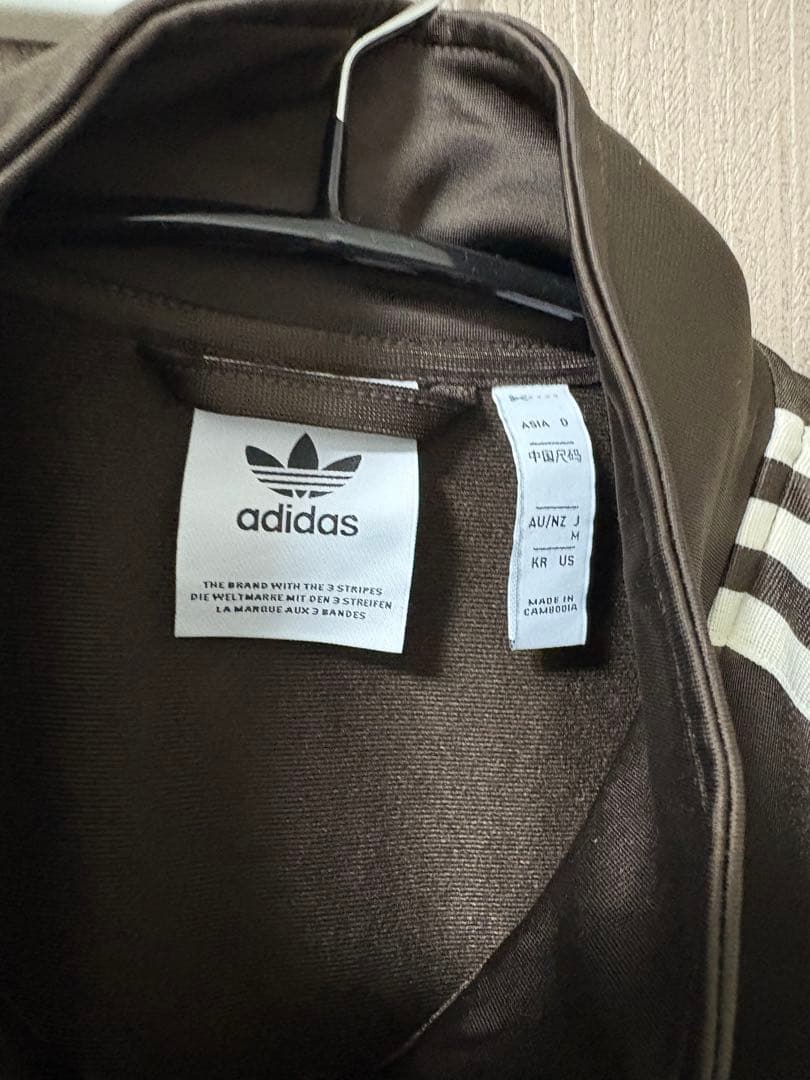 adidas
THE BRAND WITH THE 3 STRIPES
DIE WELTMARKE MIT DEN 3 STREIFEN
LA MARQUE AUX 3 BANDES
ASIA D
中国尺码
AU/NZ J
M
KR US
MADE IN
CAMBODIA